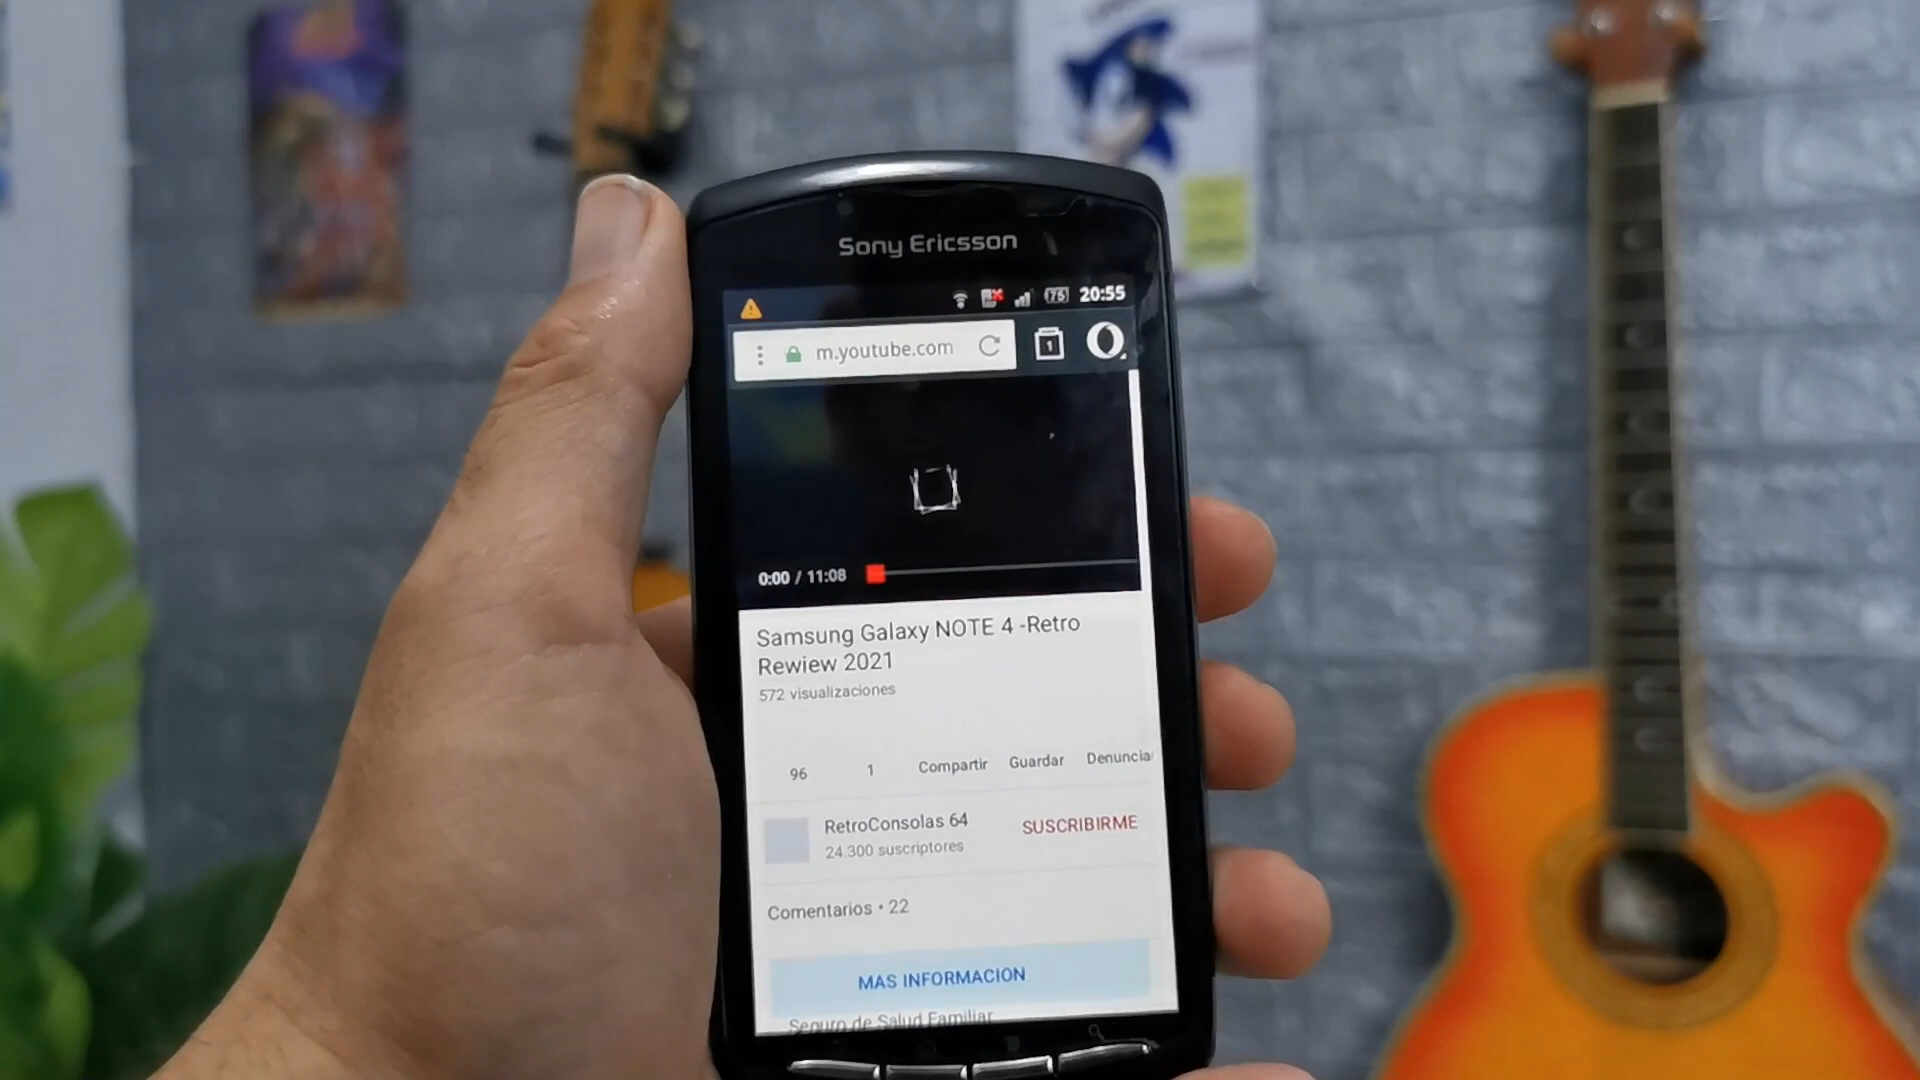 Sony Ericsson
75 20:55
1
m.youtube.com
0:00 / 11:08
Samsung Galaxy NOTE 4 -Retro
Rewiew 2021
572 visualizaciones
96 1 Compartir Guardar Denuncia
RetroConsolas 64
SUSCRIBIRME
24.300 suscriptores
Comentarios • 22
MAS INFORMACION
Seguro de Salud Familiar